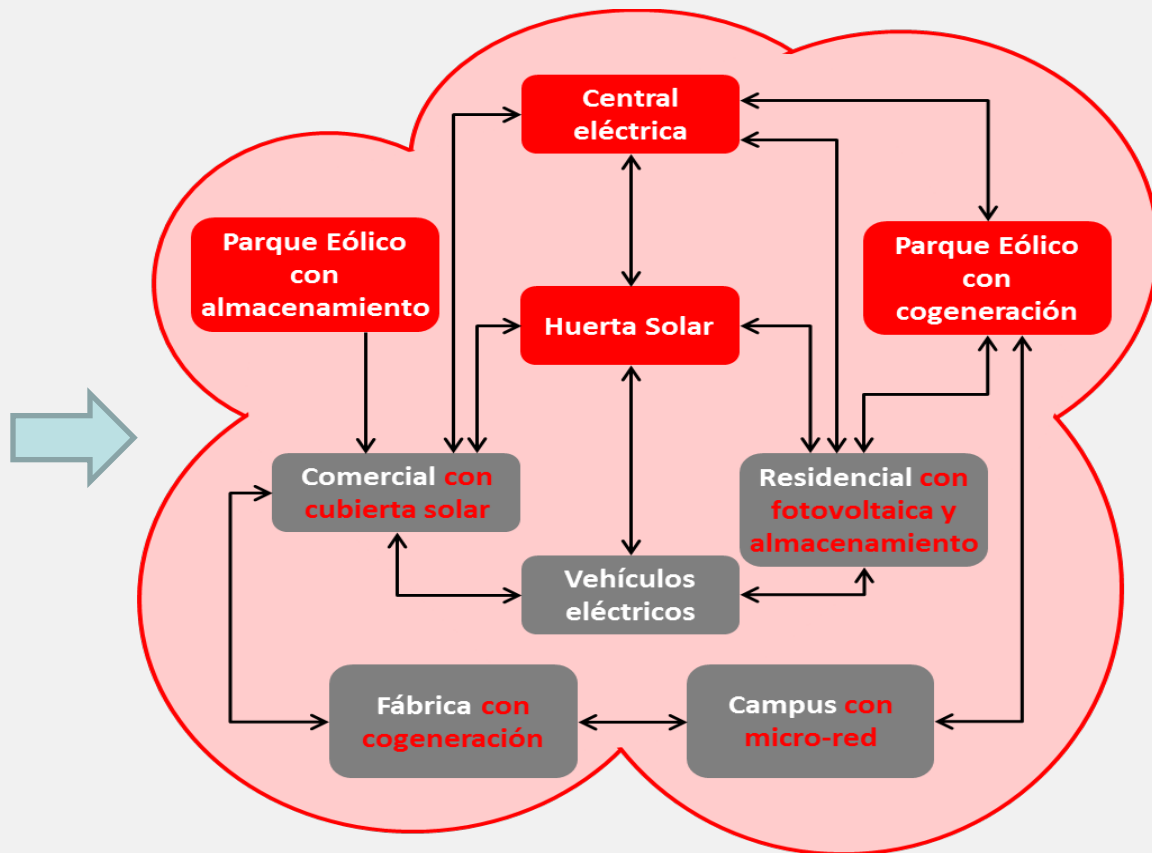 Central
eléctrica
Parque Eólico
con
almacenamiento
Parque Eólico
con
cogeneración
Huerta Solar
Comercial con
cubierta solar
Residencial con
fotovoltaica y
almacenamiento
Vehículos
eléctricos
Fábrica con
cogeneración
Campus con
micro-red